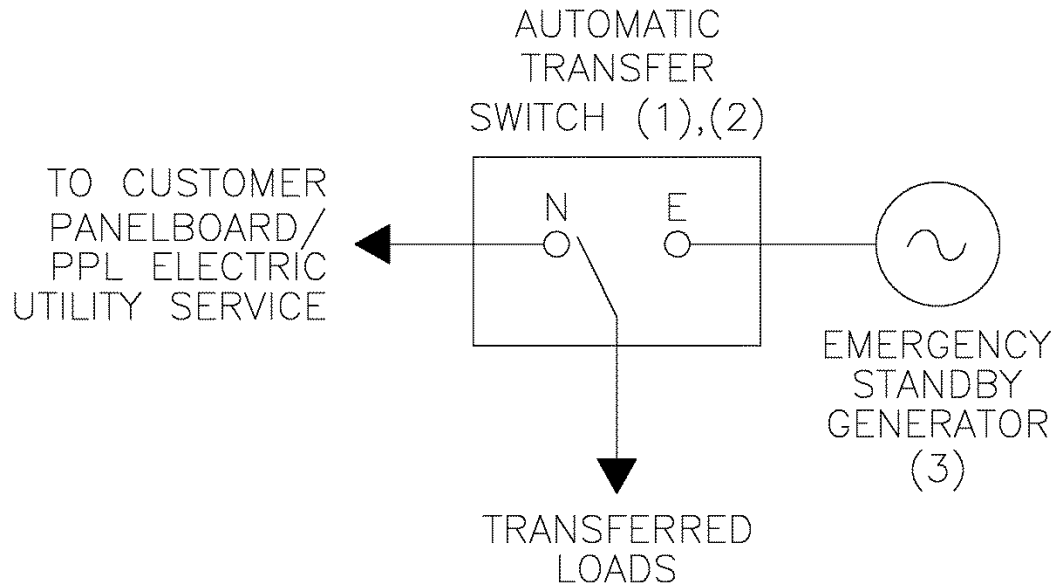 AUTOMATIC
TRANSFER
SWITCH (1),(2)
TO CUSTOMER
PANELBOARD/
PPL ELECTRIC
UTILITY SERVICE
N
E
EMERGENCY
STANDBY
GENERATOR
(3)
TRANSFERRED
LOADS